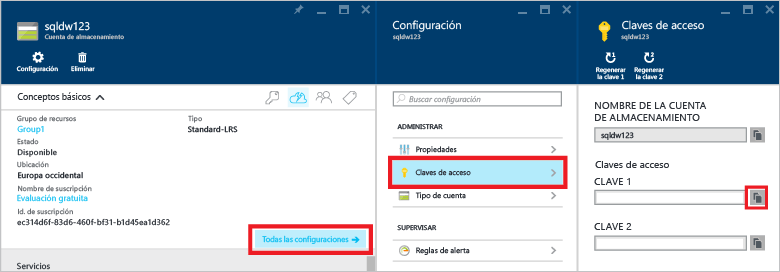 sqldw123
Cuenta de almacenamiento
Configuración
Eliminar
Conceptos básicos
Grupo de recursos
Group1
Tipo
Standard-LRS
Estado
Disponible
Ubicación
Europa occidental
Nombre de suscripción
Evaluación gratuita
Id. de suscripción
ec314d6f-83d6-460f-bf31-b1d45ea1d362
Todas las configuraciones →
Servicios
Configuración
sqldw123
Buscar configuración
ADMINISTRAR
Propiedades
Claves de acceso
Tipo de cuenta
SUPERVISAR
Reglas de alerta
Claves de acceso
sqldw123
Regenerar
la clave 1
Regenerar
la clave 2
NOMBRE DE LA CUENTA
DE ALMACENAMIENTO
sqldw123
Claves de acceso
CLAVE 1
CLAVE 2